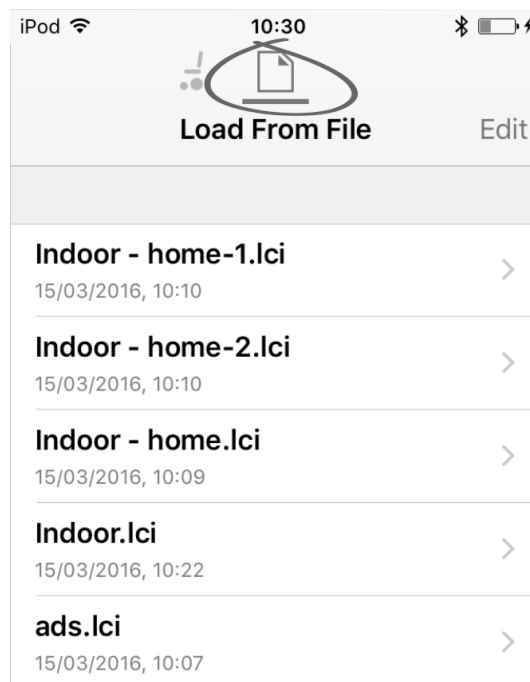 iPod 10:30
Load From File Edit
Indoor - home-1.lci
15/03/2016, 10:10
Indoor - home-2.lci
15/03/2016, 10:10
Indoor - home.lci
15/03/2016, 10:09
Indoor.lci
15/03/2016, 10:22
ads.lci
15/03/2016, 10:07